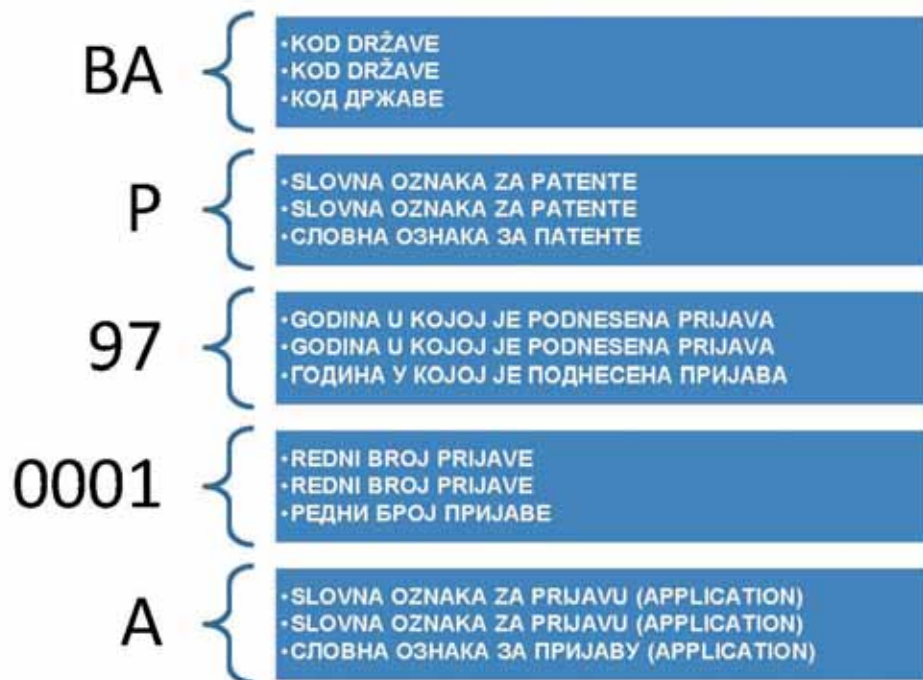 BA
•KOD DRŽAVE
•KOD DRŽAVE
•КОД ДРЖАВЕ
P
•SLOVNA OZNAKA ZA PATENTE
•SLOVNA OZNAKA ZA PATENTE
•СЛОВНА ОЗНАКА ЗА ПАТЕНТЕ
97
•GODINA U KOJOJ JE PODNESENA PRIJAVA
•GODINA U KOJOJ JE PODNESENA PRIJAVA
•ГОДИНА У КОЈОЈ ЈЕ ПОДНЕСЕНА ПРИЈАВА
0001
•REDNI BROJ PRIJAVE
•REDNI BROJ PRIJAVE
•РЕДНИ БРОЈ ПРИЈАВЕ
A
•SLOVNA OZNAKA ZA PRIJAVU (APPLICATION)
•SLOVNA OZNAKA ZA PRIJAVU (APPLICATION)
•СЛОВНА ОЗНАКА ЗА ПРИЈАВУ (APPLICATION)